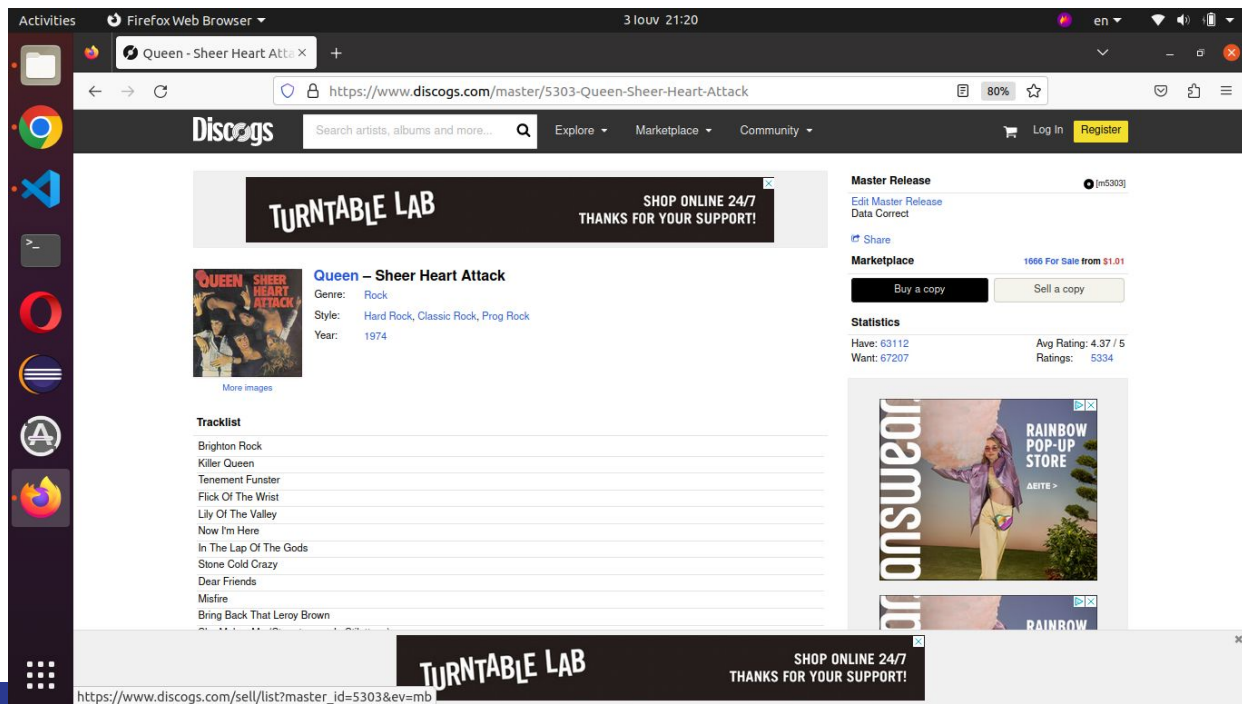 Activities Firefox Web Browser 3 Ιουν 21:20 en
Queen - Sheer Heart Atta
https://www.discogs.com/master/5303-Queen-Sheer-Heart-Attack 80%
Discogs Search artists, albums and more... Explore Marketplace Community Log In Register
TURNTABLE LAB SHOP ONLINE 24/7
THANKS FOR YOUR SUPPORT!
QUEEN SHEER
HEART
ATTACK
Queen – Sheer Heart Attack
Genre: Rock
Style: Hard Rock, Classic Rock, Prog Rock
Year: 1974
More images
Tracklist
Brighton Rock
Killer Queen
Tenement Funster
Flick Of The Wrist
Lily Of The Valley
Now I'm Here
In The Lap Of The Gods
Stone Cold Crazy
Dear Friends
Misfire
Bring Back That Leroy Brown
Master Release [m5303]
Edit Master Release
Data Correct
Share
Marketplace 1666 For Sale from $1.01
Buy a copy Sell a copy
Statistics
Have: 63112 Avg Rating: 4.37 / 5
Want: 67207 Ratings: 5334
RAINBOW
POP-UP
STORE
ΔΕΙΤΕ >
RAINBOW
TURNTABLE LAB SHOP ONLINE 24/7
THANKS FOR YOUR SUPPORT!
https://www.discogs.com/sell/list?master_id=5303&ev=mb